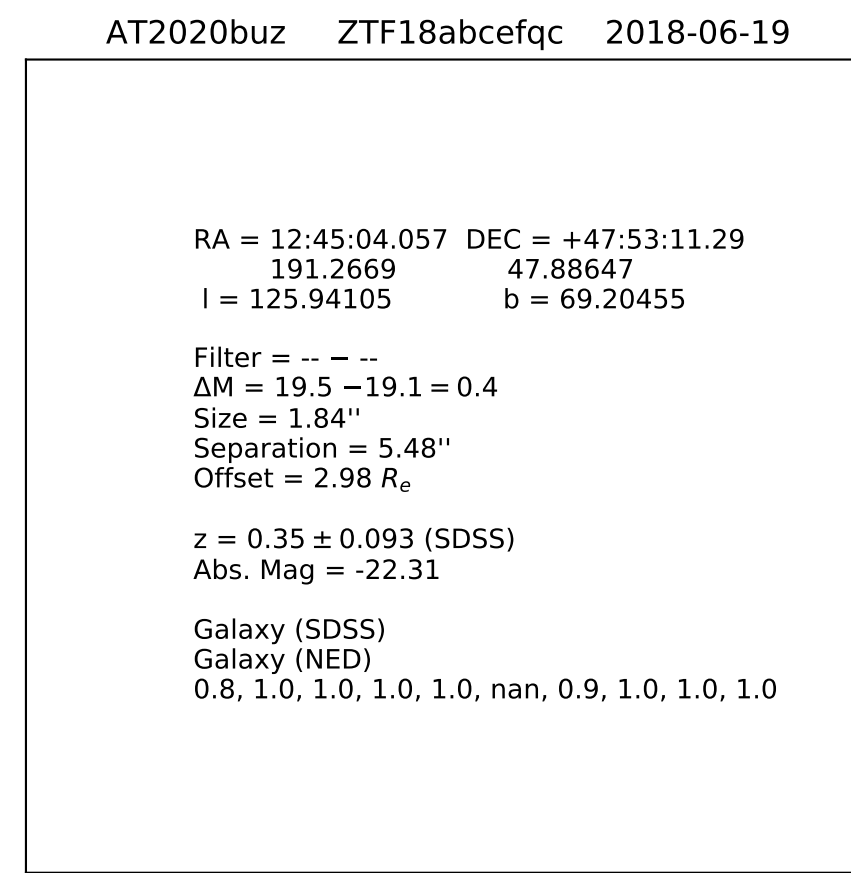 AT2020buz ZTF18abcefqc 2018-06-19
RA = 12:45:04.057 DEC = +47:53:11.29
191.2669 47.88647
l = 125.94105 b = 69.20455
Filter = -- − --
ΔM = 19.5 −19.1 = 0.4
Size = 1.84''
Separation = 5.48''
Offset = 2.98 Rₑ
z = 0.35 ± 0.093 (SDSS)
Abs. Mag = -22.31
Galaxy (SDSS)
Galaxy (NED)
0.8, 1.0, 1.0, 1.0, 1.0, nan, 0.9, 1.0, 1.0, 1.0